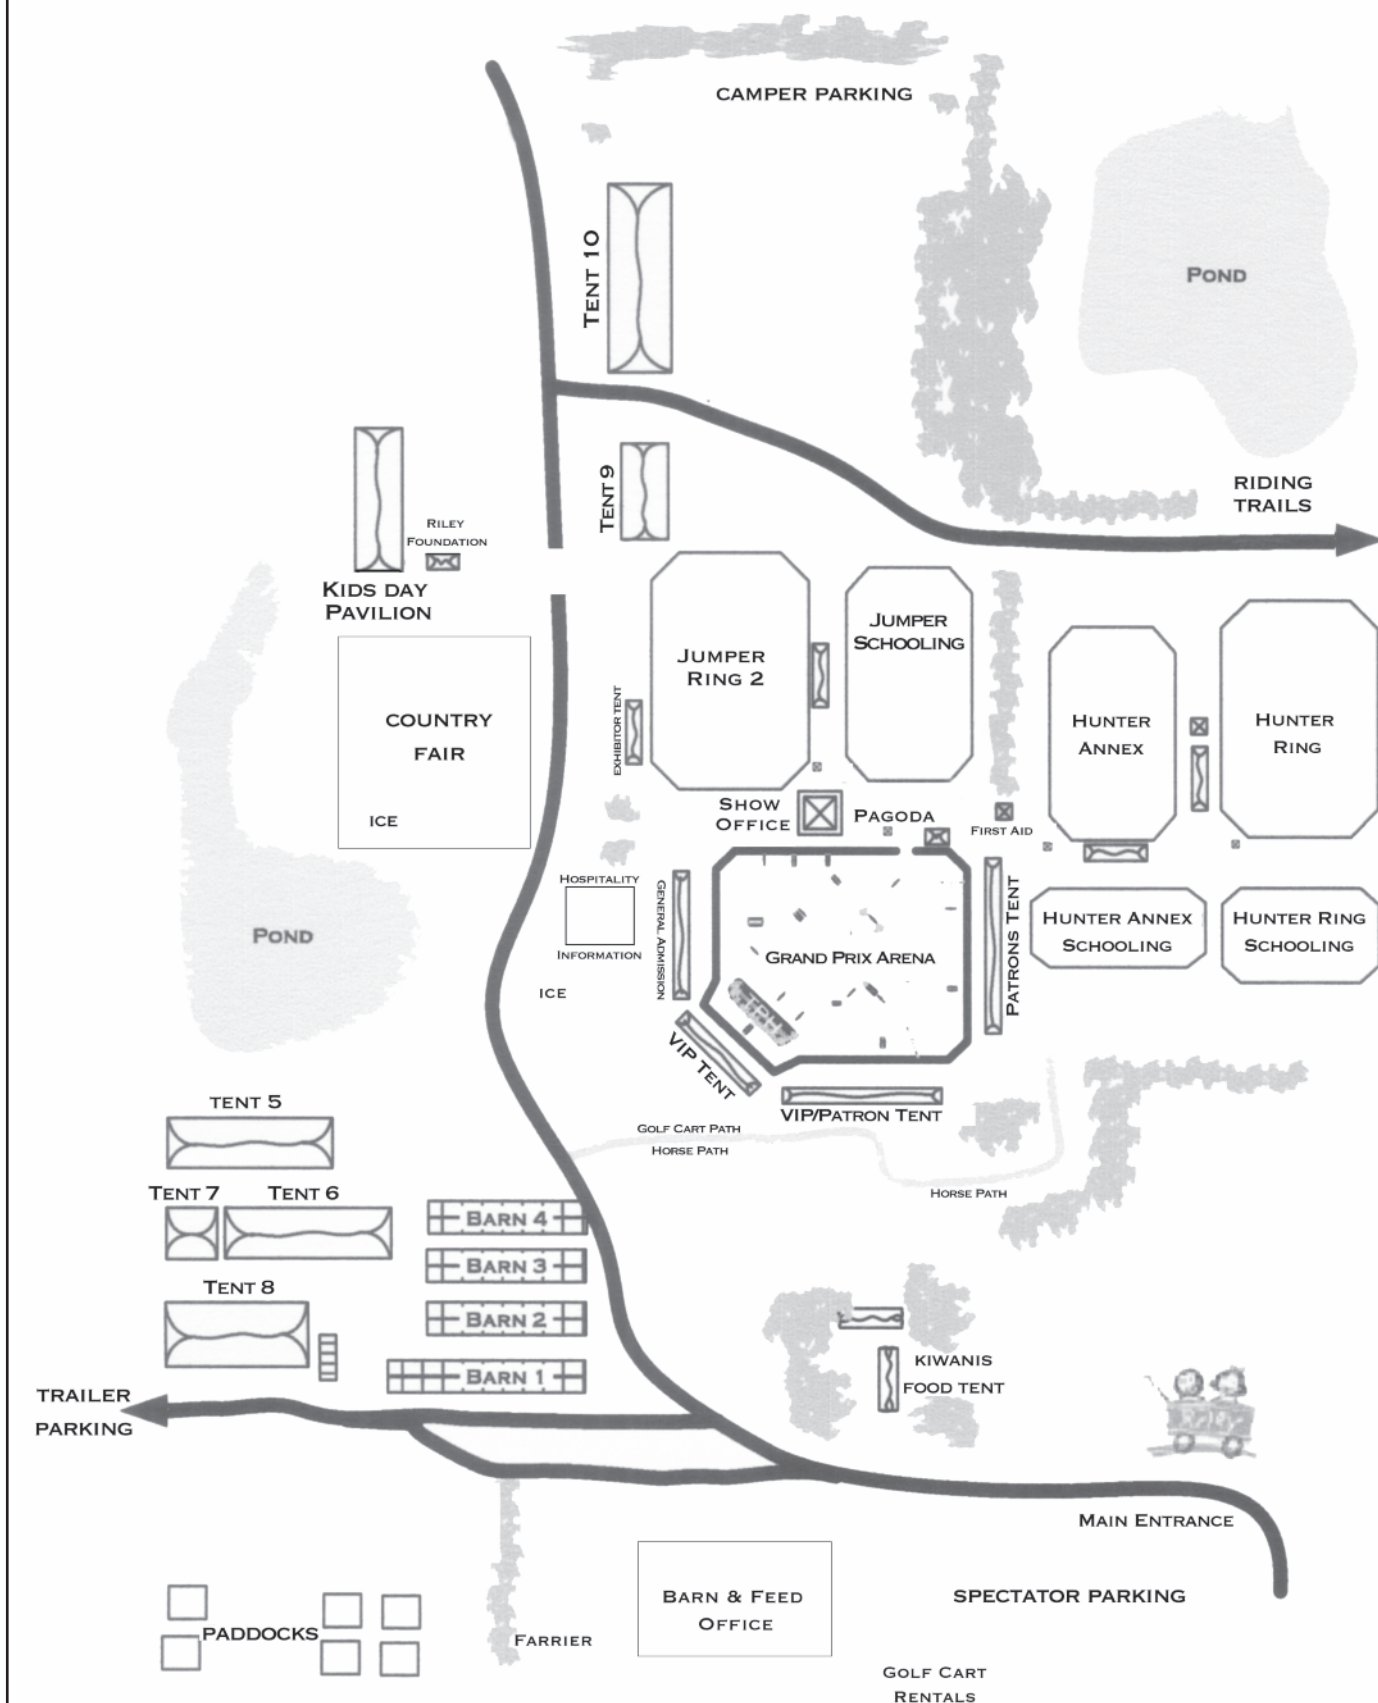 CAMPER PARKING
TENT 10
POND
RIDING
TRAILS
TENT 9
RILEY
FOUNDATION
KIDS DAY
PAVILION
JUMPER
RING 2
JUMPER
SCHOOLING
COUNTRY
FAIR
ICE
EXHIBITOR TENT
HUNTER
ANNEX
HUNTER
RING
SHOW
OFFICE
PAGODA
FIRST AID
HOSPITALITY
INFORMATION
ICE
GENERAL ADMISSION
GRAND PRIX ARENA
PATRONS TENT
HUNTER ANNEX
SCHOOLING
HUNTER RING
SCHOOLING
POND
VIP TENT
VIP/PATRON TENT
GOLF CART PATH
HORSE PATH
HORSE PATH
TENT 5
TENT 7
TENT 6
BARN 4
BARN 3
TENT 8
BARN 2
BARN 1
KIWANIS
FOOD TENT
TRAILER
PARKING
MAIN ENTRANCE
BARN & FEED
OFFICE
SPECTATOR PARKING
PADDOCKS
FARRIER
GOLF CART
RENTALS